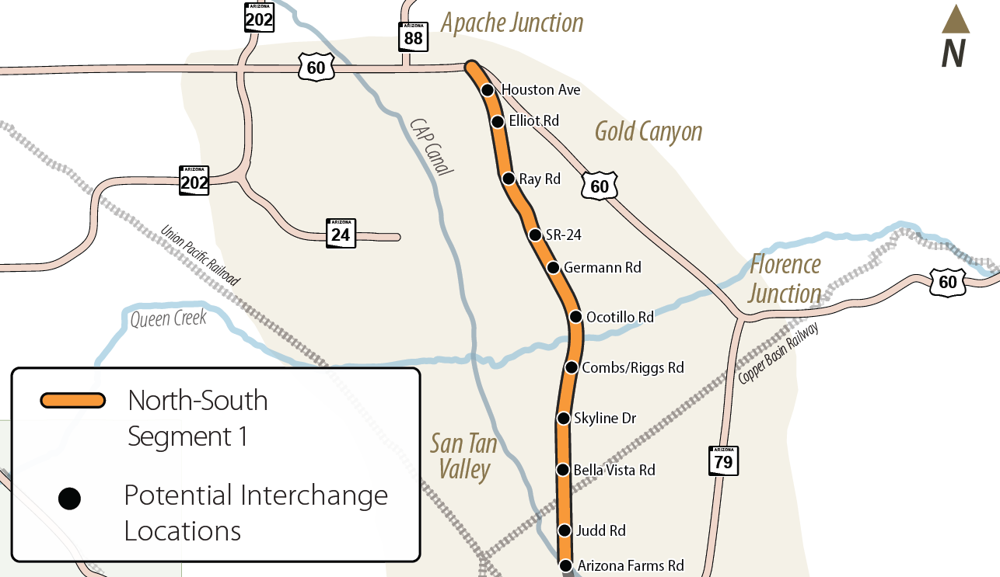 ARIZONA
202
ARIZONA
88
Apache Junction
N
60
Houston Ave
Elliot Rd
CAP Canal
Gold Canyon
ARIZONA
202
Ray Rd
60
ARIZONA
24
SR-24
Union Pacific Railroad
Germann Rd
Florence
Junction
60
Queen Creek
Ocotillo Rd
Copper Basin Railway
Combs/Riggs Rd
North-South
Segment 1
Skyline Dr
San Tan
Valley
ARIZONA
79
Bella Vista Rd
Potential Interchange
Locations
Judd Rd
Arizona Farms Rd